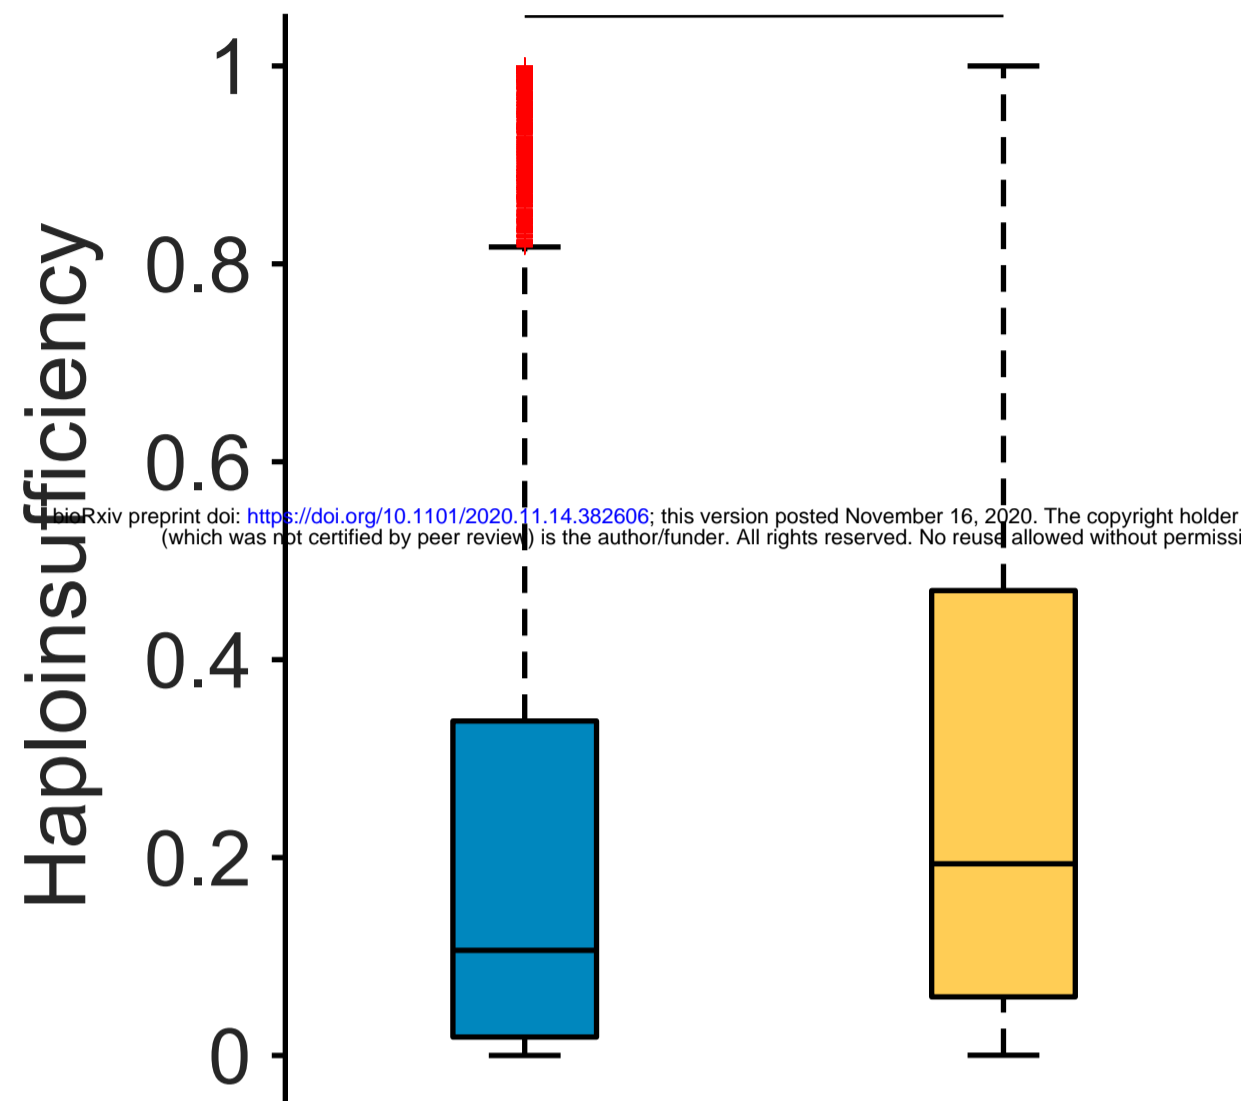 1
0.8
0.6
0.4
0.2
0
Haploinsufficiency
bioRxiv preprint doi: https://doi.org/10.1101/2020.11.14.382606; this version posted November 16, 2020. The copyright holder
(which was not certified by peer review) is the author/funder. All rights reserved. No reuse allowed without permissi